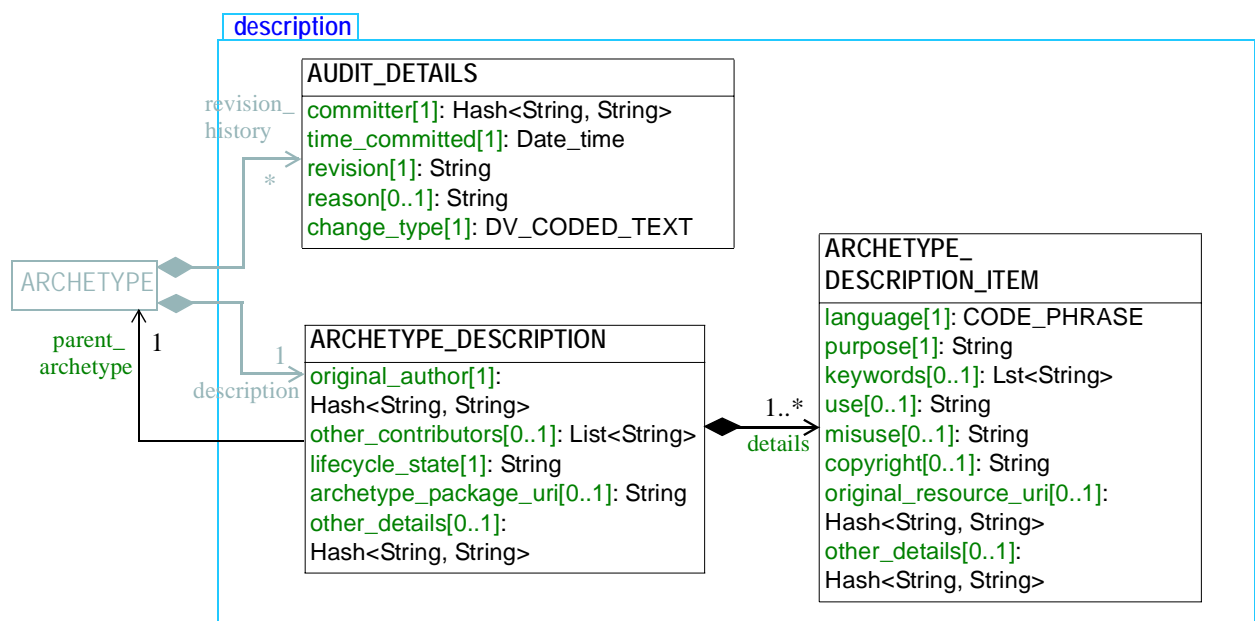 description
AUDIT_DETAILS
committer[1]: Hash<String, String>
time_committed[1]: Date_time
revision[1]: String
reason[0..1]: String
change_type[1]: DV_CODED_TEXT
revision_
history
*
ARCHETYPE
parent_
archetype
1
1
description
ARCHETYPE_DESCRIPTION
original_author[1]:
Hash<String, String>
other_contributors[0..1]: List<String>
lifecycle_state[1]: String
archetype_package_uri[0..1]: String
other_details[0..1]:
Hash<String, String>
1..*
details
ARCHETYPE_
DESCRIPTION_ITEM
language[1]: CODE_PHRASE
purpose[1]: String
keywords[0..1]: Lst<String>
use[0..1]: String
misuse[0..1]: String
copyright[0..1]: String
original_resource_uri[0..1]:
Hash<String, String>
other_details[0..1]:
Hash<String, String>